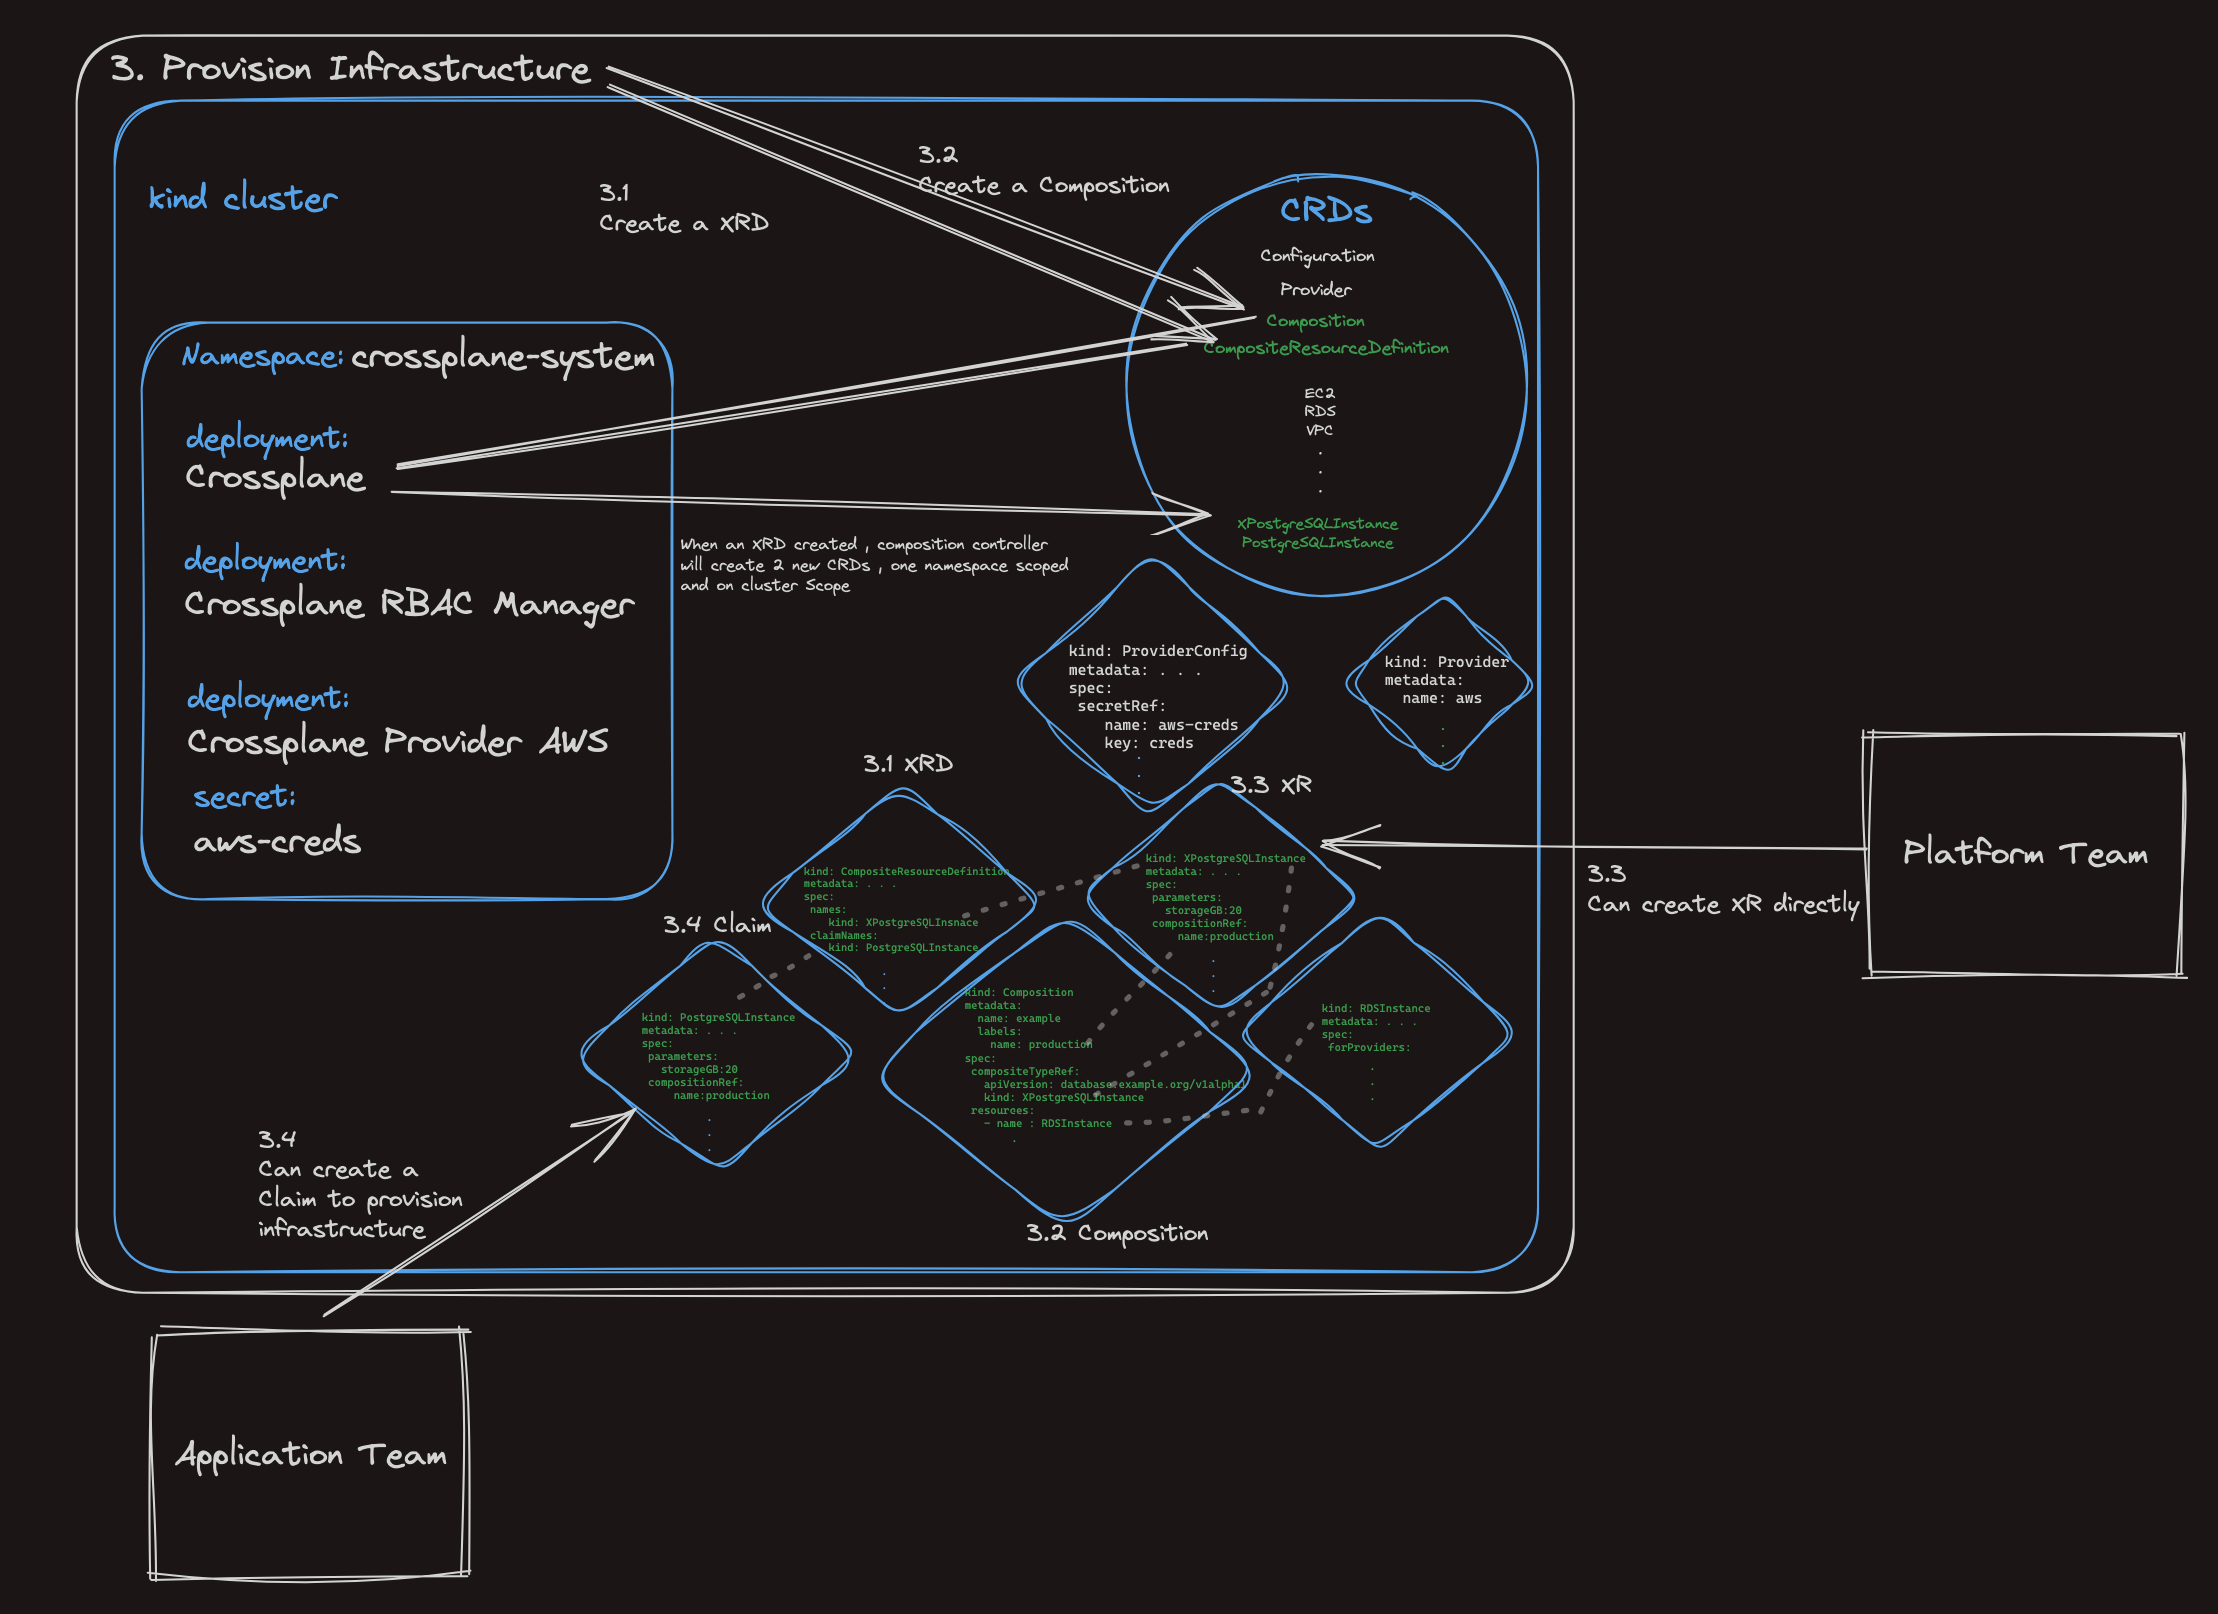 3. Provision Infrastructure
kind cluster
3.1
Create a XRD
3.2
Create a Composition
CRDs
Configuration
Provider
Composition
CompositeResourceDefinition
EC2
RDS
VPC
.
.
.
XPostgreSQLInstance
PostgreSQLInstance
Namespace: crossplane-system
deployment:
Crossplane
deployment:
Crossplane RBAC Manager
deployment:
Crossplane Provider AWS
secret:
aws-creds
When an XRD created , composition controller
will create 2 new CRDs , one namespace scoped
and on cluster Scope
kind: ProviderConfig
metadata: . . .
spec:
secretRef:
name: aws-creds
key: creds
.
.
.
kind: Provider
metadata:
name: aws
.
.
.
3.1 XRD
kind: CompositeResourceDefinition
metadata: . . .
spec:
names:
kind: XPostgreSQLInsnace
claimNames:
kind: PostgreSQLInstance
.
.
3.3 XR
kind: XPostgreSQLInstance
metadata: . . .
spec:
parameters:
storageGB:20
compositionRef:
name:production
.
.
.
Platform Team
3.3
Can create XR directly
3.4 Claim
kind: PostgreSQLInstance
metadata: . . .
spec:
parameters:
storageGB:20
compositionRef:
name:production
.
.
.
kind: Composition
metadata:
name: example
labels:
name: production
spec:
compositeTypeRef:
apiVersion: database.example.org/v1alpha1
kind: XPostgreSQLInstance
resources:
- name : RDSInstance
.
3.2 Composition
kind: RDSInstance
metadata: . . .
spec:
forProviders:
.
.
.
3.4
Can create a
Claim to provision
infrastructure
Application Team